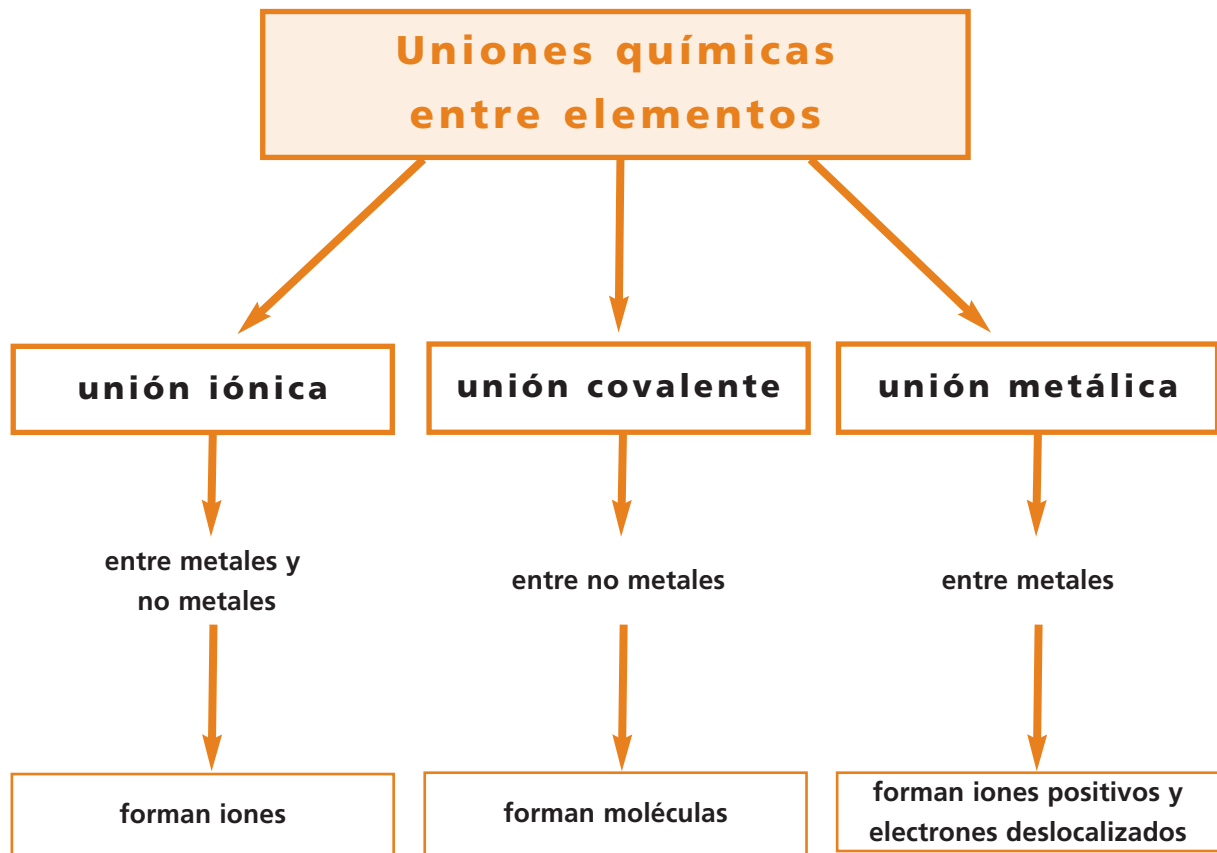 Uniones químicas
entre elementos
unión iónica
unión covalente
unión metálica
entre metales y
no metales
entre no metales
entre metales
forman iones
forman moléculas
forman iones positivos y
electrones deslocalizados